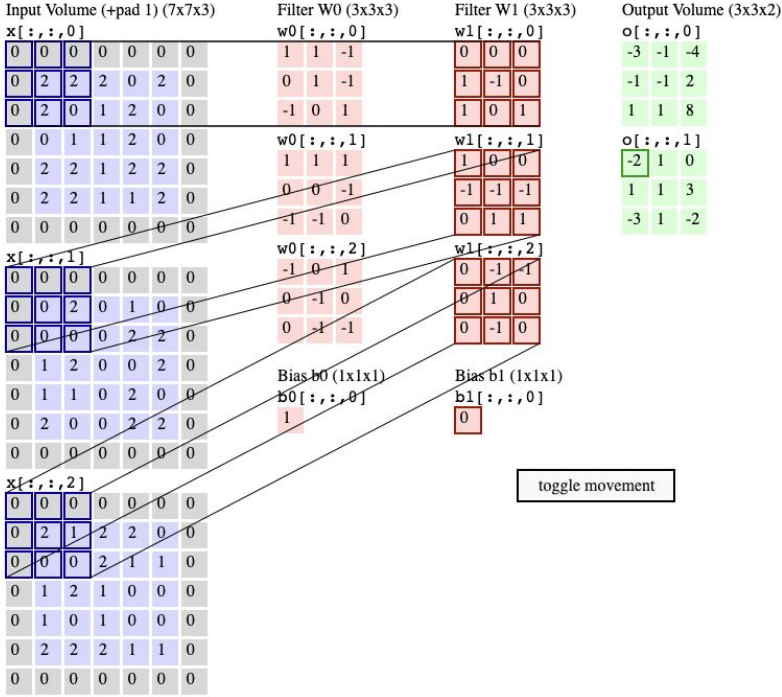 Input Volume (+pad 1) (7x7x3)
x[:,:,0]
0 0 0 0 0 0 0
0 2 2 2 0 2 0
0 2 0 1 2 0 0
0 0 1 1 2 0 0
0 2 2 1 2 2 0
0 2 2 1 1 2 0
0 0 0 0 0 0 0
x[:,:,1]
0 0 0 0 0 0 0
0 0 2 0 1 0 0
0 0 0 0 2 2 0
0 1 2 0 0 2 0
0 1 1 0 2 0 0
0 2 0 0 2 2 0
0 0 0 0 0 0 0
x[:,:,2]
0 0 0 0 0 0 0
0 2 1 2 2 0 0
0 0 0 2 1 1 0
0 1 2 1 0 0 0
0 1 0 1 0 0 0
0 2 2 2 1 1 0
0 0 0 0 0 0 0
Filter W0 (3x3x3)
w0[:,:,0]
1 1 -1
0 1 -1
-1 0 1
w0[:,:,1]
1 1 1
0 0 -1
-1 -1 0
w0[:,:,2]
-1 0 1
0 -1 0
0 -1 -1
Bias b0 (1x1x1)
b0[:,:,0]
1
Filter W1 (3x3x3)
w1[:,:,0]
0 0 0
1 -1 0
1 0 1
w1[:,:,1]
1 0 0
-1 -1 -1
0 1 1
w1[:,:,2]
0 -1 -1
0 1 0
0 -1 0
Bias b1 (1x1x1)
b1[:,:,0]
0
Output Volume (3x3x2)
o[:,:,0]
-3 -1 -4
-1 -1 2
1 1 8
o[:,:,1]
-2 1 0
1 1 3
-3 1 -2
toggle movement